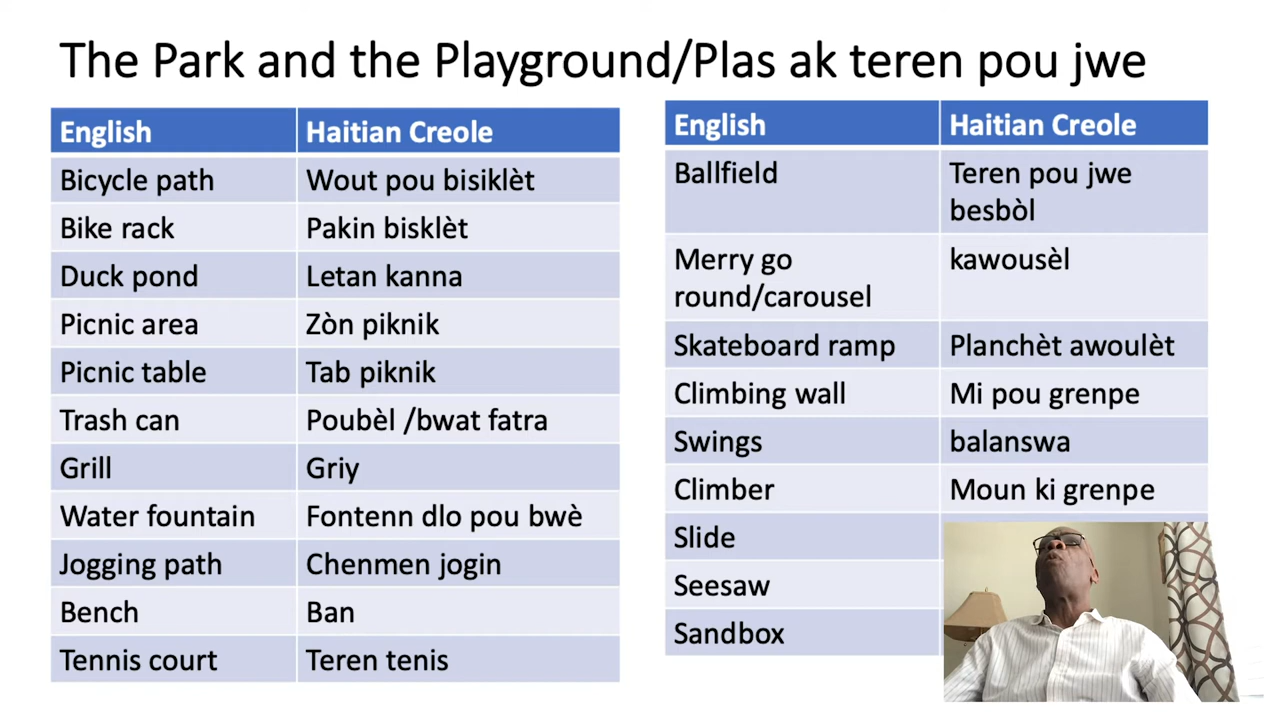 The Park and the Playground/Plas ak teren pou jwe
English Haitian Creole
Bicycle path Wout pou bisiklèt
Bike rack Pakin bisklèt
Duck pond Letan kanna
Picnic area Zòn piknik
Picnic table Tab piknik
Trash can Poubèl /bwat fatra
Grill Griy
Water fountain Fontenn dlo pou bwè
Jogging path Chenmen jogin
Bench Ban
Tennis court Teren tenis
English Haitian Creole
Ballfield Teren pou jwe
besbòl
Merry go kawousèl
round/carousel
Skateboard ramp Planchèt awoulèt
Climbing wall Mi pou grenpe
Swings balanswa
Climber Moun ki grenpe
Slide
Seesaw
Sandbox